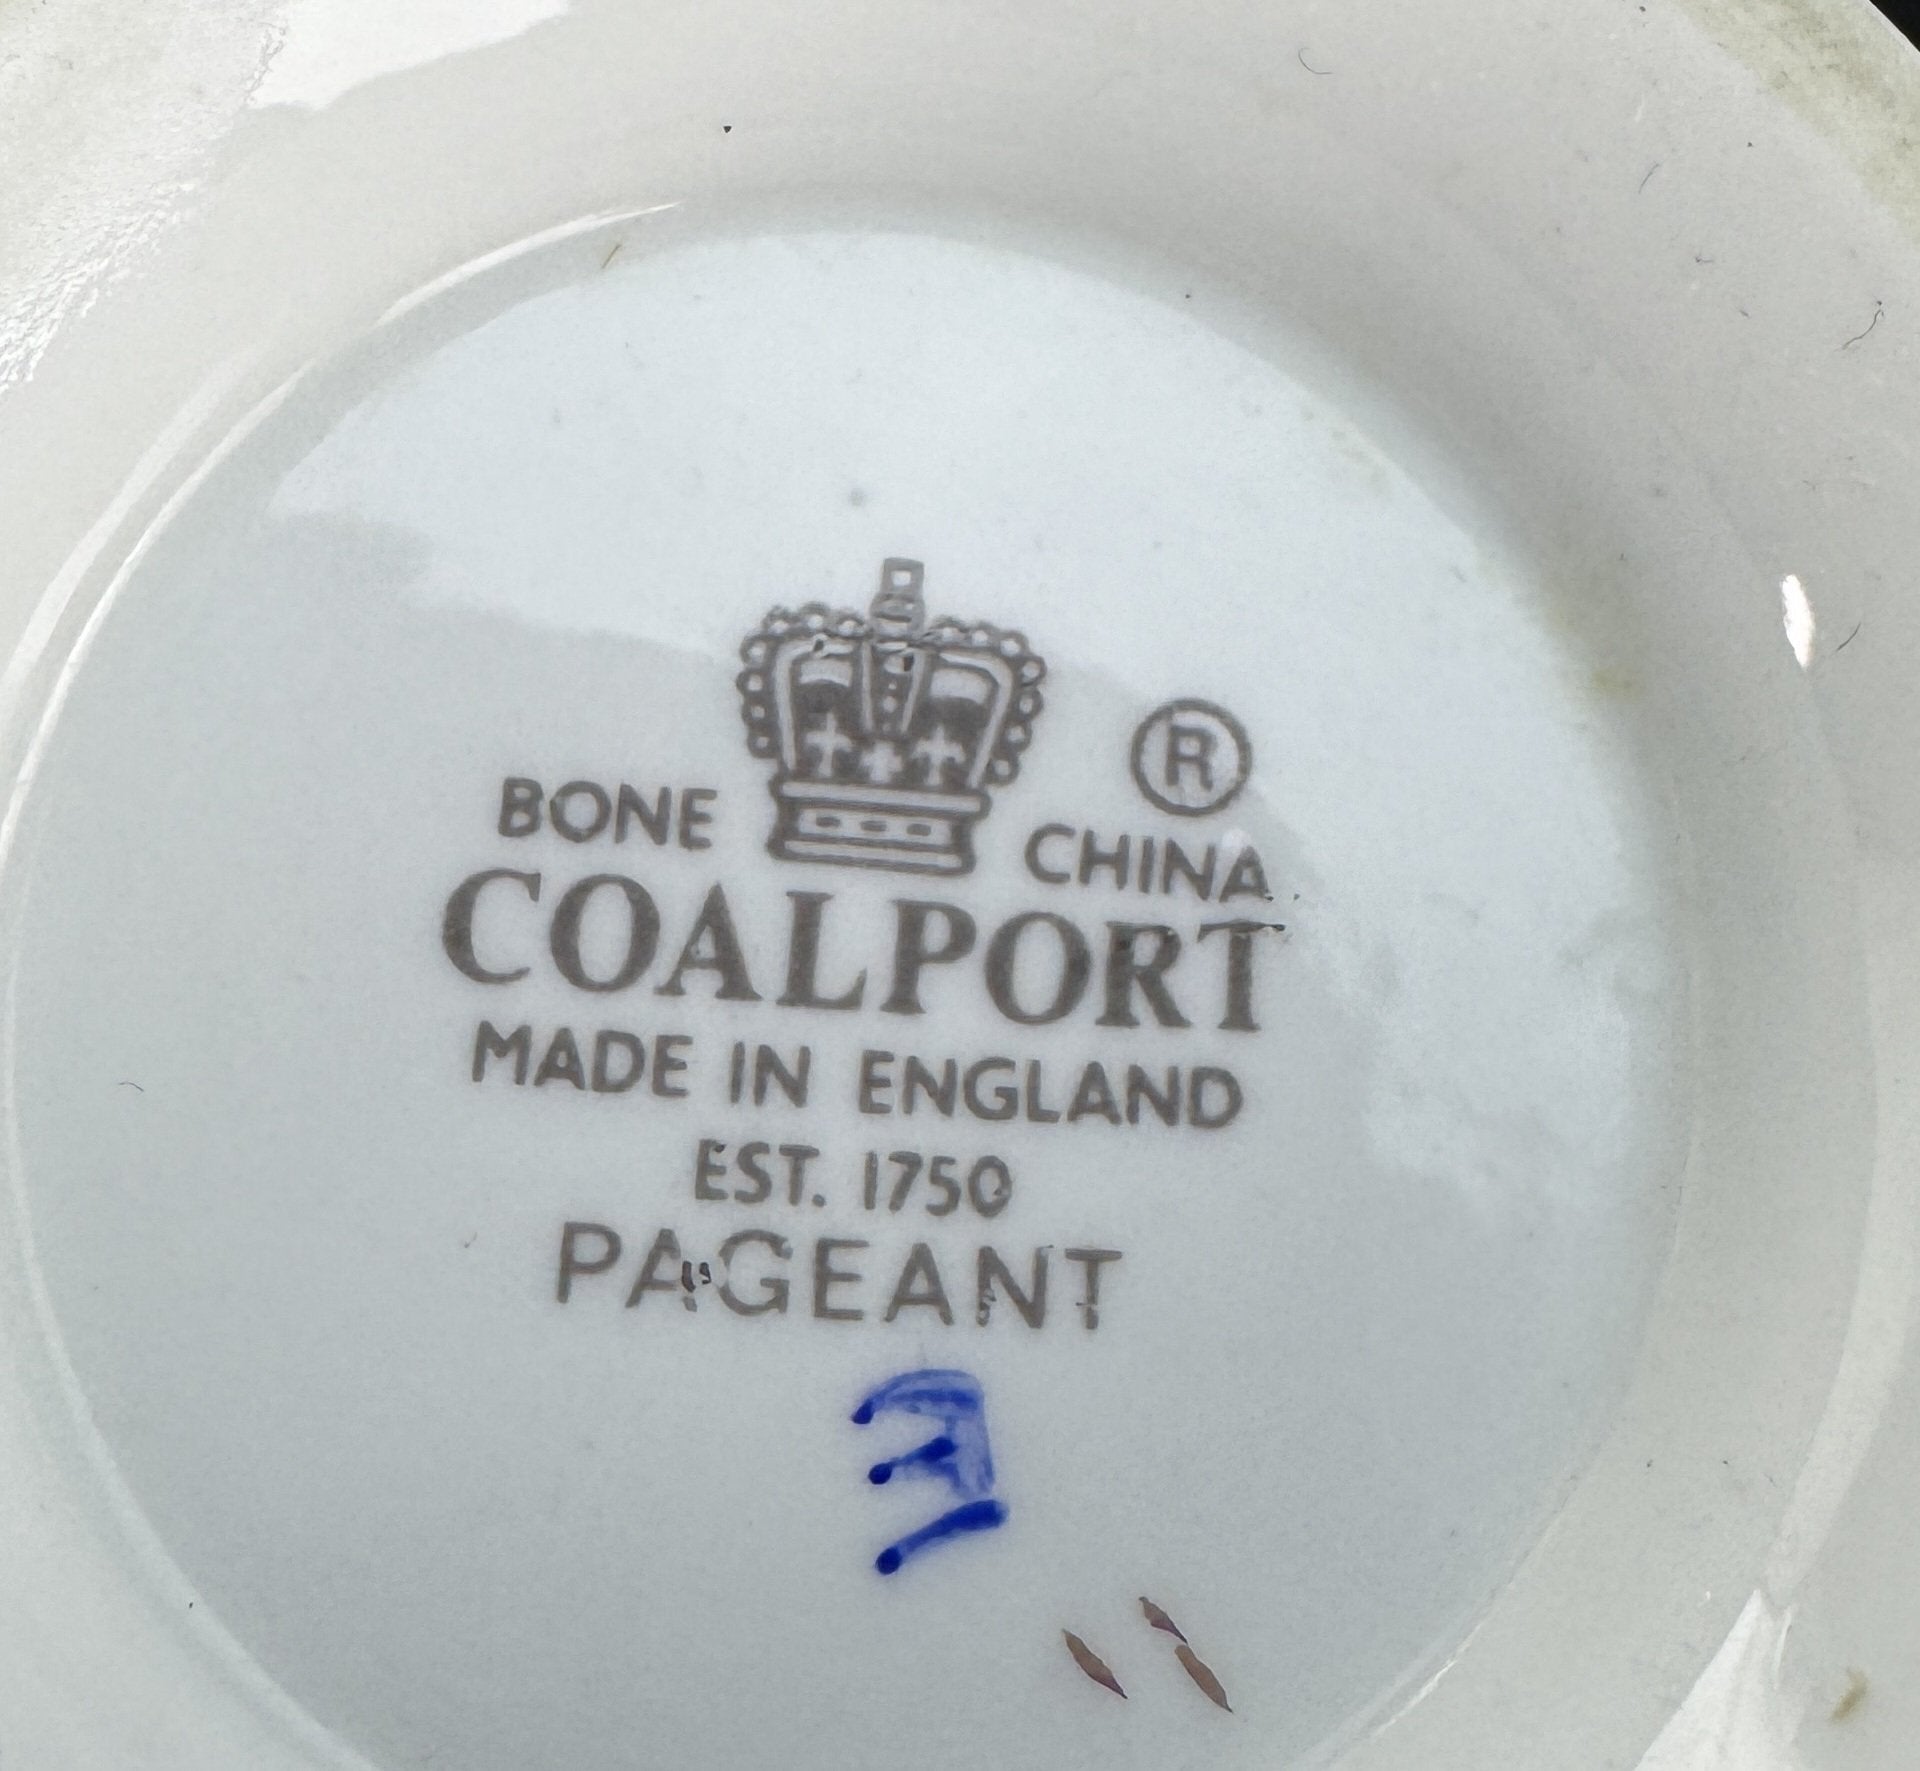 ®
BONE CHINA
COALPORT
MADE IN ENGLAND
EST. 1750
PAGEANT